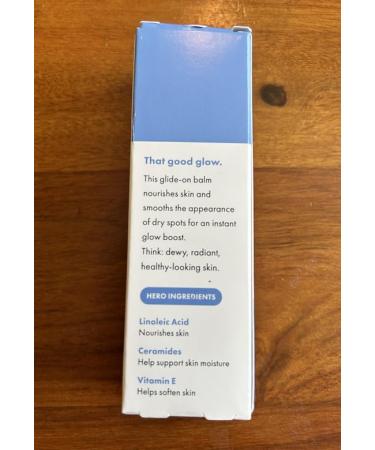 That good glow.
This glide-on balm
nourishes skin and
smooths the appearance
of dry spots for an instant
glow boost.
Think: dewy, radiant,
healthy-looking skin.
HERO INGREDIENTS
Linoleic Acid
Nourishes skin
Ceramides
Help support skin moisture
Vitamin E
Helps soften skin